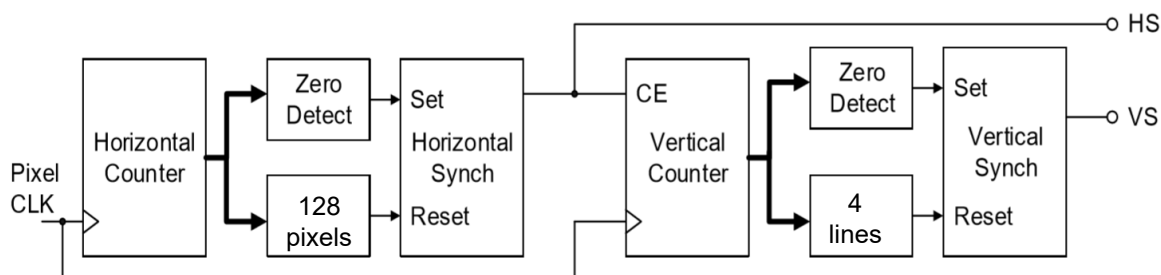 HS
Zero
Detect
Set
Horizontal
Counter
Horizontal
Synch
Pixel
CLK
128
pixels
Reset
CE
Vertical
Counter
Zero
Detect
Set
VS
Vertical
Synch
4
lines
Reset